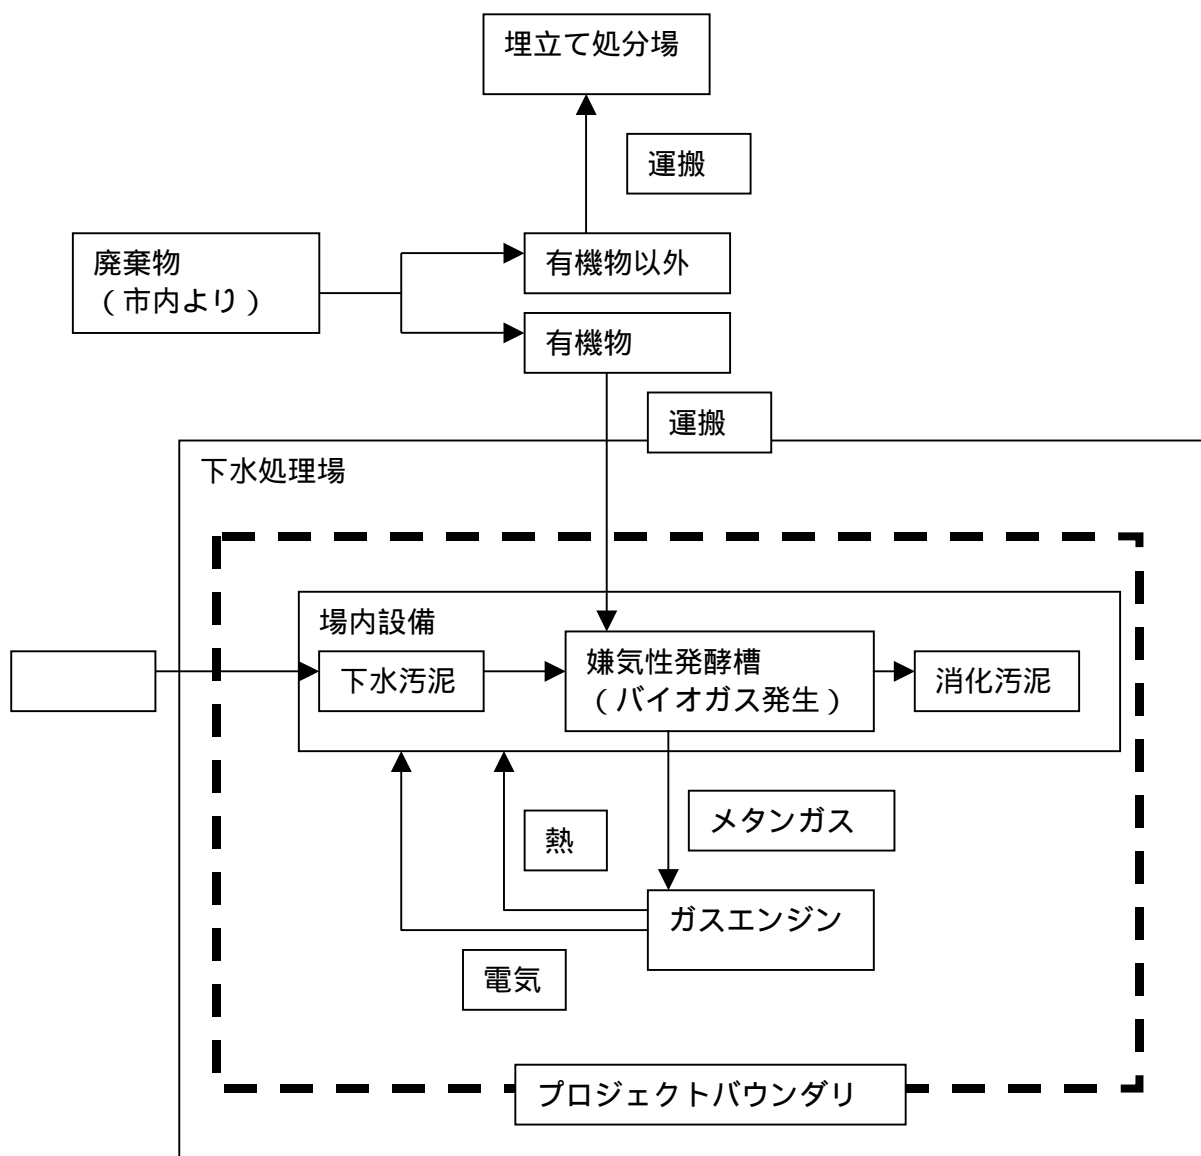 埋立て処分場
運搬
廃棄物
（市内より）
有機物以外
有機物
運搬
下水処理場
場内設備
下水汚泥
嫌気性発酵槽
（バイオガス発生）
消化汚泥
メタンガス
熱
ガスエンジン
電気
プロジェクトバウンダリ